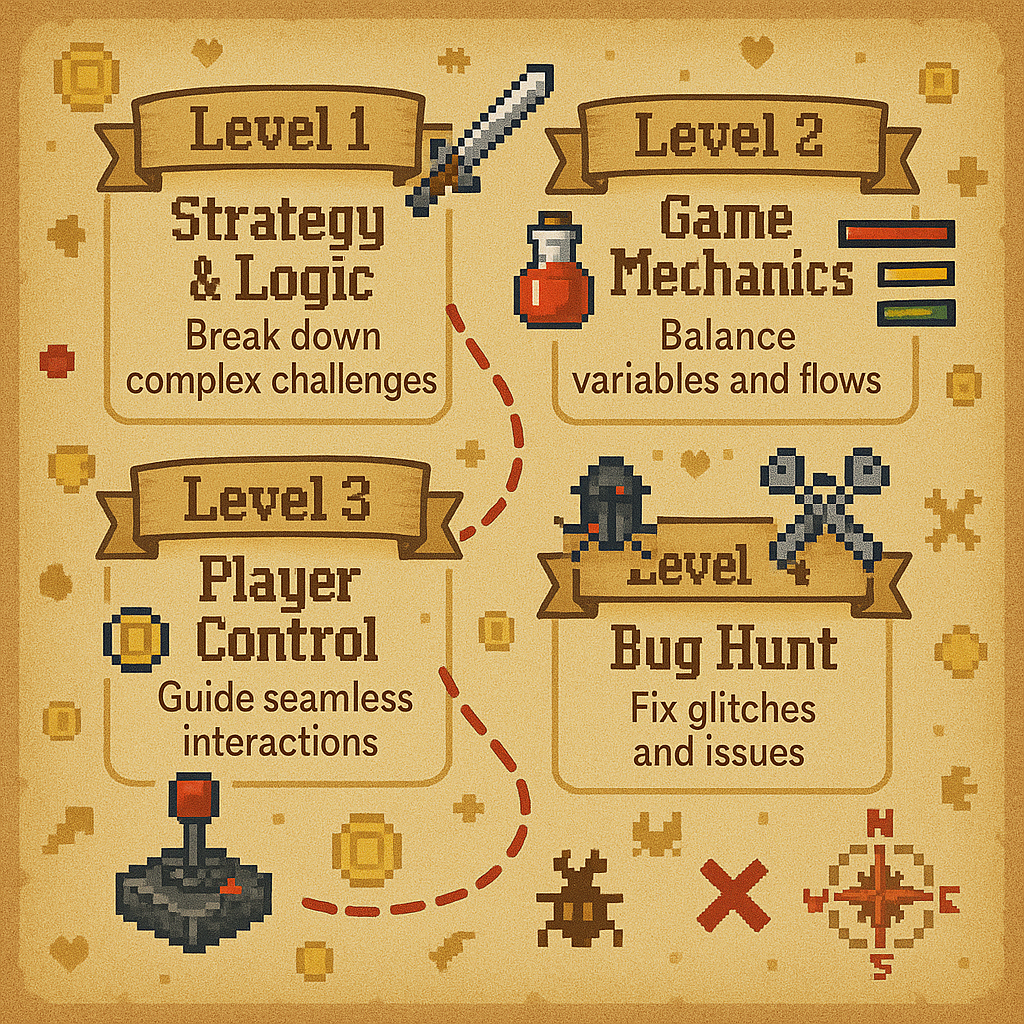 Level 1
Strategy
& Logic
Break down
complex challenges
Level 2
Game
Mechanics
Balance
variables and flows
Level 3
Player
Control
Guide seamless
interactions
Level 4
Bug Hunt
Fix glitches
and issues
N
W E
S